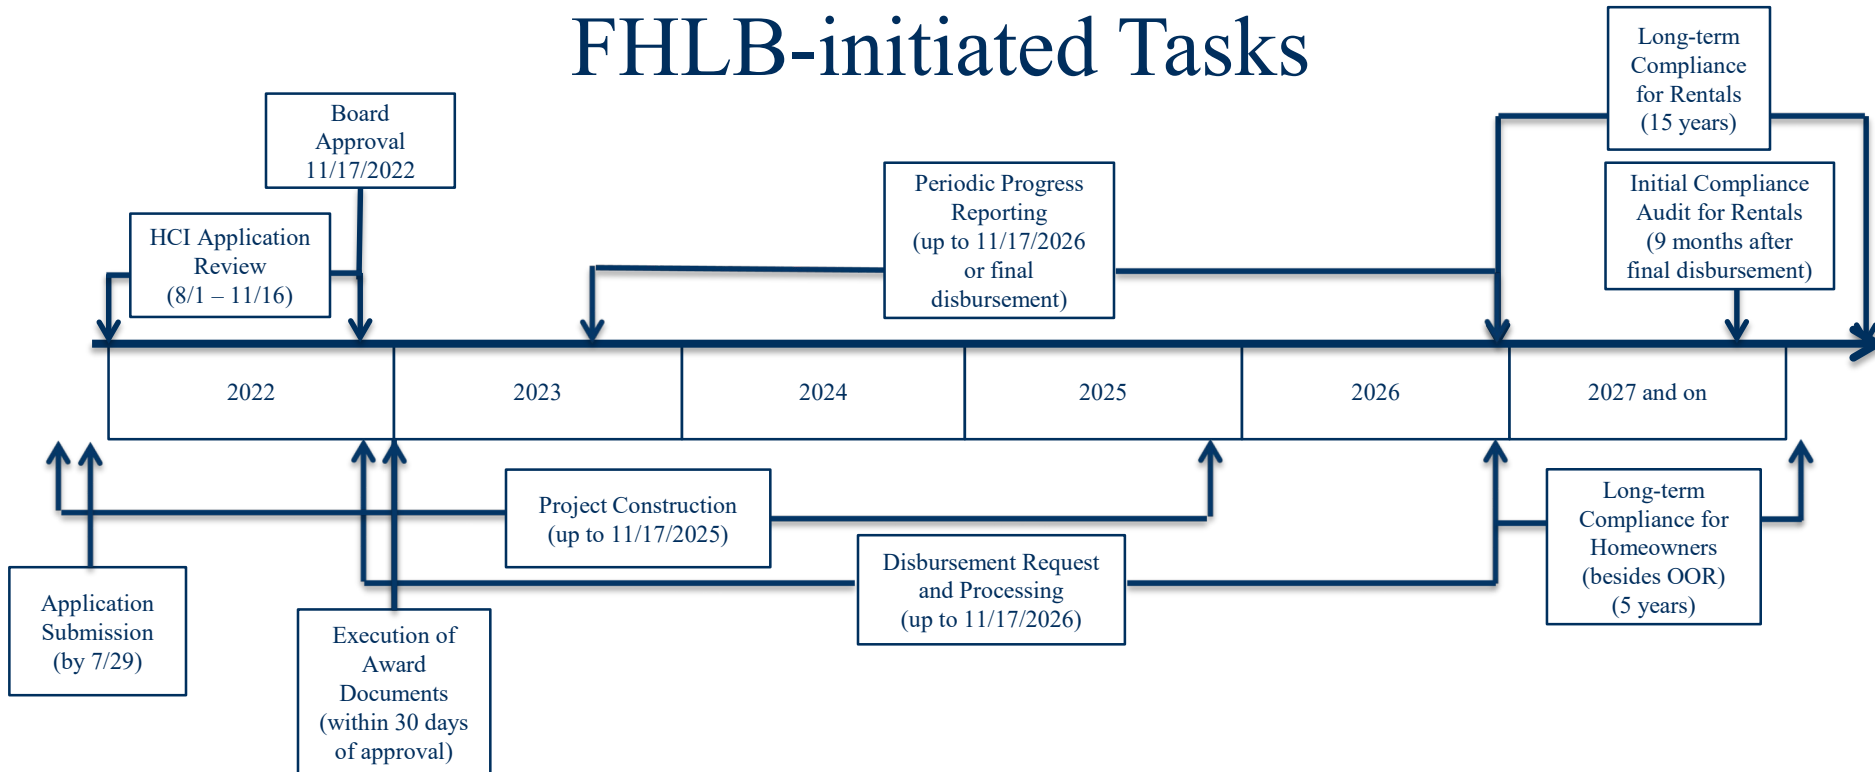 FHLB-initiated Tasks
Long-term
Compliance
for Rentals
(15 years)
Board
Approval
11/17/2022
Periodic Progress
Reporting
(up to 11/17/2026
or final
disbursement)
Initial Compliance
Audit for Rentals
(9 months after
final disbursement)
HCI Application
Review
(8/1 – 11/16)
2022
2023
2024
2025
2026
2027 and on
Project Construction
(up to 11/17/2025)
Long-term
Compliance for
Homeowners
(besides OOR)
(5 years)
Disbursement Request
and Processing
(up to 11/17/2026)
Application
Submission
(by 7/29)
Execution of
Award
Documents
(within 30 days
of approval)